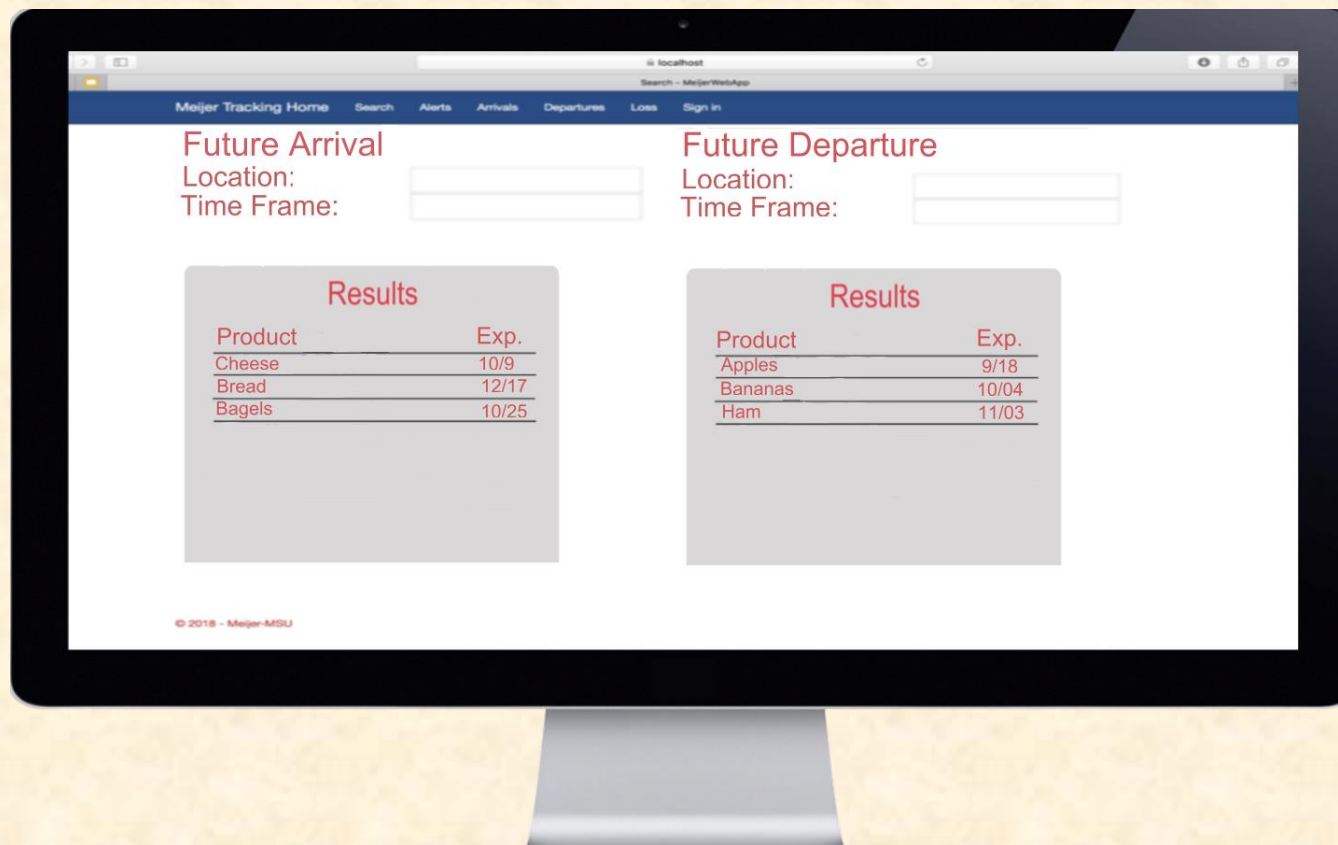 localhost
Search - MeijerWebApp
Meijer Tracking Home Search Alerts Arrivals Departures Loss Sign in
Future Arrival
Location:
Time Frame:
Future Departure
Location:
Time Frame:
Results
Product Exp.
Cheese 10/9
Bread 12/17
Bagels 10/25
Results
Product Exp.
Apples 9/18
Bananas 10/04
Ham 11/03
© 2018 - Meijer-MSU